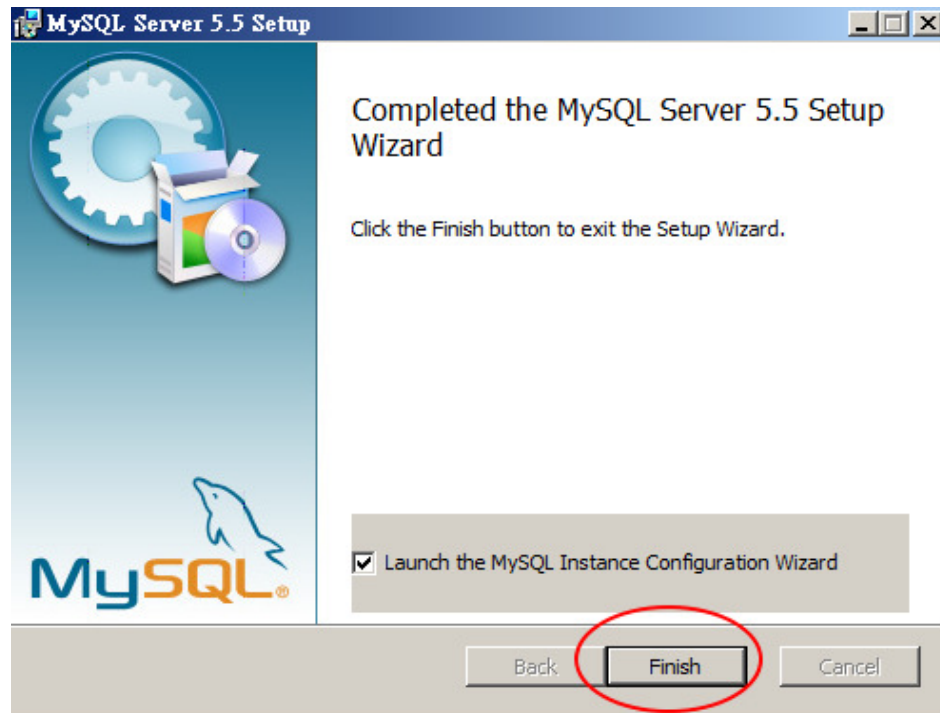 MySQL Server 5.5 Setup
Completed the MySQL Server 5.5 Setup
Wizard
Click the Finish button to exit the Setup Wizard.
Launch the MySQL Instance Configuration Wizard
MySQL®
Back
Finish
Cancel